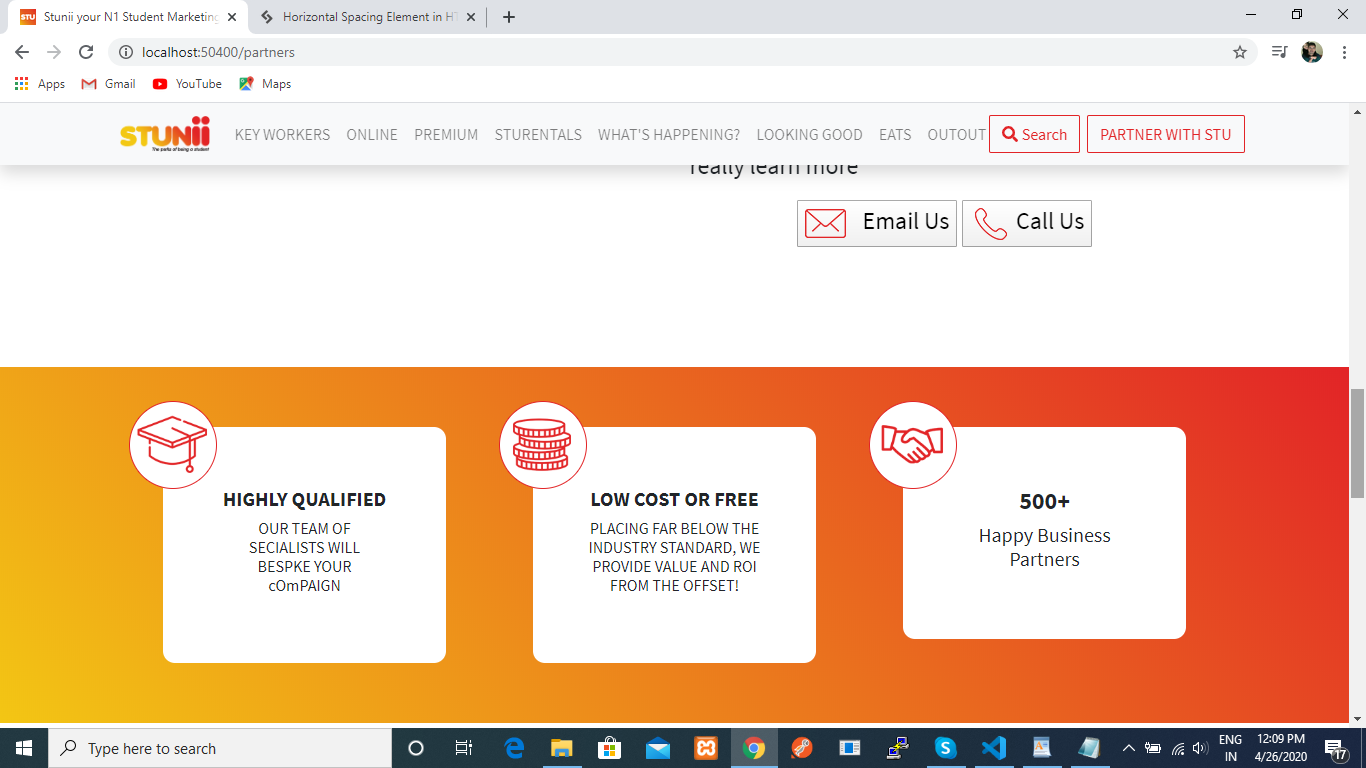 Stunii your N1 Student Marketing
Horizontal Spacing Element in HT
localhost:50400/partners
Apps
Gmail
YouTube
Maps
STUNii
The perks of being a student
KEY WORKERS
ONLINE
PREMIUM
STURENTALS
WHAT'S HAPPENING?
LOOKING GOOD
EATS
OUTOUT
Search
PARTNER WITH STU
really learn more
Email Us
Call Us
HIGHLY QUALIFIED
OUR TEAM OF
SECIALISTS WILL
BESPKE YOUR
cOmPAIGN
LOW COST OR FREE
PLACING FAR BELOW THE
INDUSTRY STANDARD, WE
PROVIDE VALUE AND ROI
FROM THE OFFSET!
500+
Happy Business
Partners
Type here to search
ENG
IN
12:09 PM
4/26/2020
17